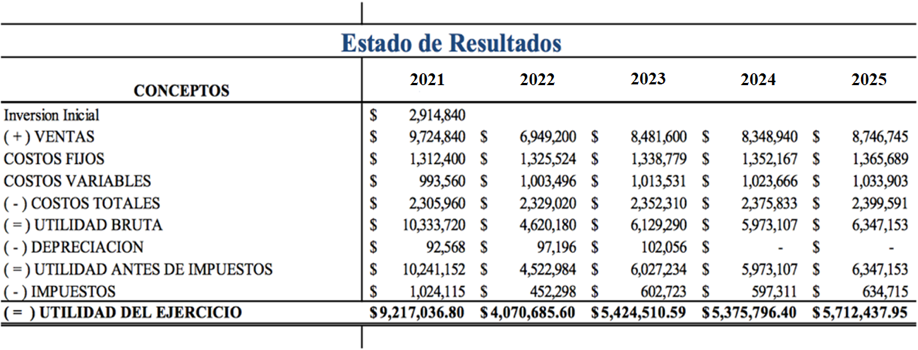 Estado de Resultados
CONCEPTOS 2021 2022 2023 2024 2025
Inversion Inicial $ 2,914,840
( + ) VENTAS $ 9,724,840 $ 6,949,200 $ 8,481,600 $ 8,348,940 $ 8,746,745
COSTOS FIJOS $ 1,312,400 $ 1,325,524 $ 1,338,779 $ 1,352,167 $ 1,365,689
COSTOS VARIABLES $ 993,560 $ 1,003,496 $ 1,013,531 $ 1,023,666 $ 1,033,903
( - ) COSTOS TOTALES $ 2,305,960 $ 2,329,020 $ 2,352,310 $ 2,375,833 $ 2,399,591
( = ) UTILIDAD BRUTA $ 10,333,720 $ 4,620,180 $ 6,129,290 $ 5,973,107 $ 6,347,153
( - ) DEPRECIACION $ 92,568 $ 97,196 $ 102,056 $ - $ -
( = ) UTILIDAD ANTES DE IMPUESTOS $ 10,241,152 $ 4,522,984 $ 6,027,234 $ 5,973,107 $ 6,347,153
( - ) IMPUESTOS $ 1,024,115 $ 452,298 $ 602,723 $ 597,311 $ 634,715
( = ) UTILIDAD DEL EJERCICIO $9,217,036.80 $4,070,685.60 $5,424,510.59 $5,375,796.40 $5,712,437.95